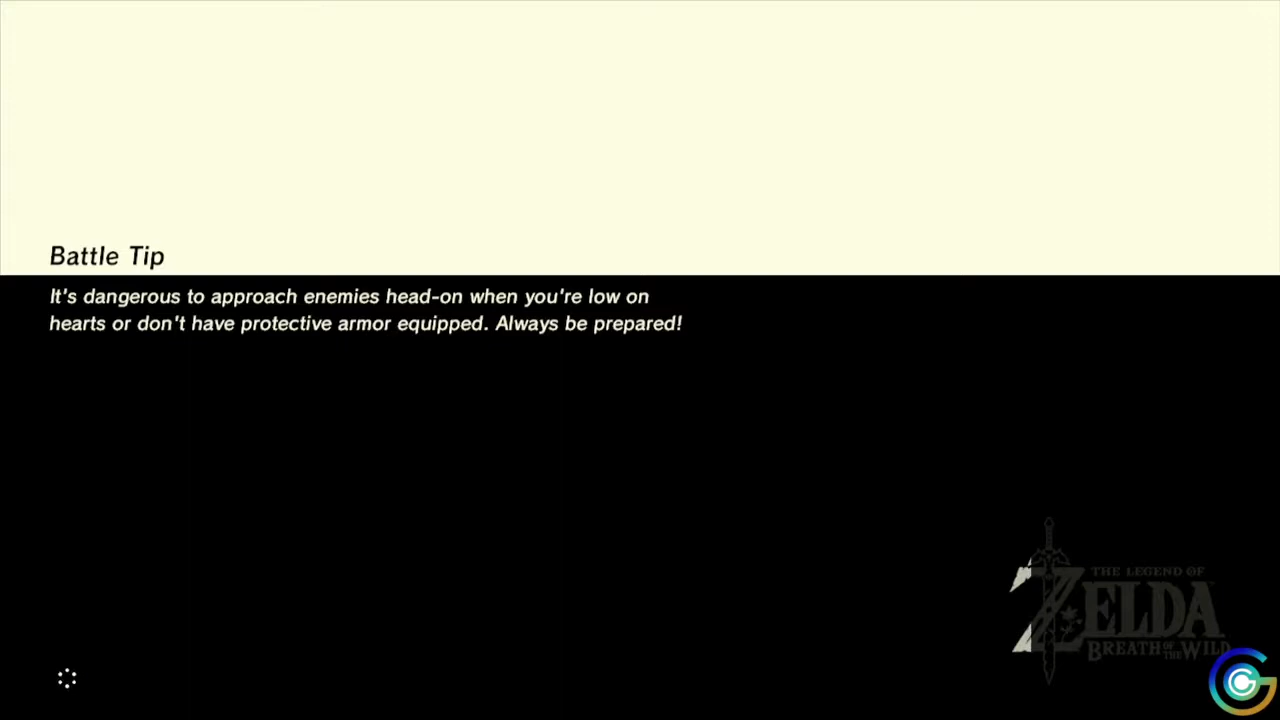 Battle Tip
It's dangerous to approach enemies head-on when you're low on
hearts or don't have protective armor equipped. Always be prepared!
THE LEGEND OF
ZELDA
BREATH OF THE WILD